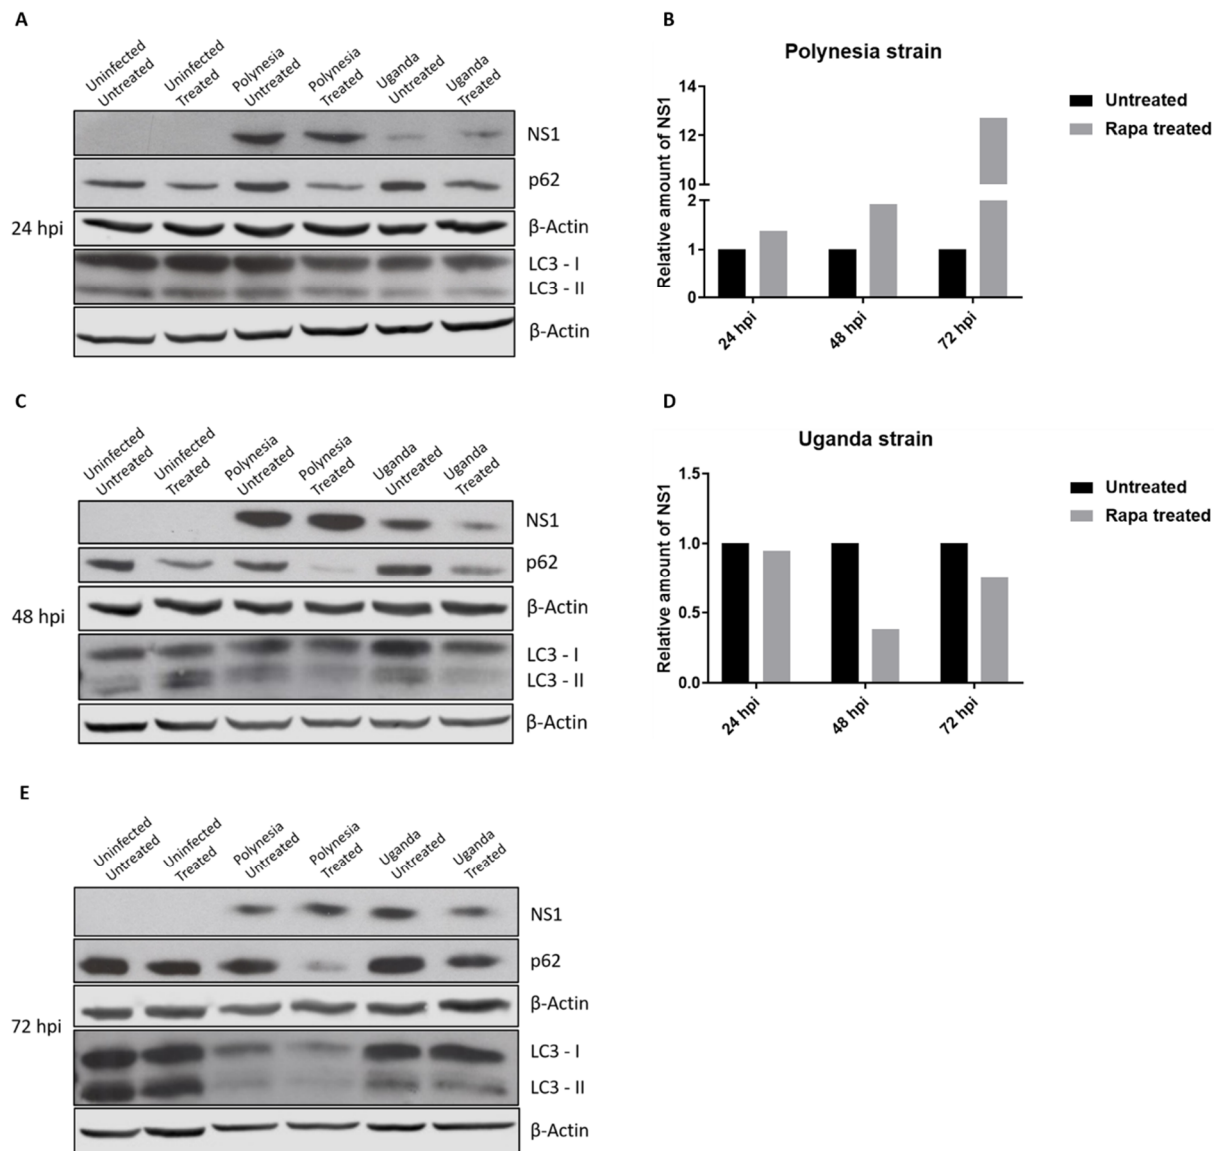 A
Uninfected
Untreated
Uninfected
Treated
Polynesia
Untreated
Polynesia
Treated
Uganda
Untreated
Uganda
Treated
24 hpi
NS1
p62
β-Actin
LC3 - I
LC3 - II
β-Actin
B
Polynesia strain
Relative amount of NS1
14
12
10
2
1
0
24 hpi
48 hpi
72 hpi
Untreated
Rapa treated
C
Uninfected
Untreated
Uninfected
Treated
Polynesia
Untreated
Polynesia
Treated
Uganda
Untreated
Uganda
Treated
48 hpi
NS1
p62
β-Actin
LC3 - I
LC3 - II
β-Actin
D
Uganda strain
Relative amount of NS1
1.5
1.0
0.5
0.0
24 hpi
48 hpi
72 hpi
Untreated
Rapa treated
E
Uninfected
Untreated
Uninfected
Treated
Polynesia
Untreated
Polynesia
Treated
Uganda
Untreated
Uganda
Treated
72 hpi
NS1
p62
β-Actin
LC3 - I
LC3 - II
β-Actin